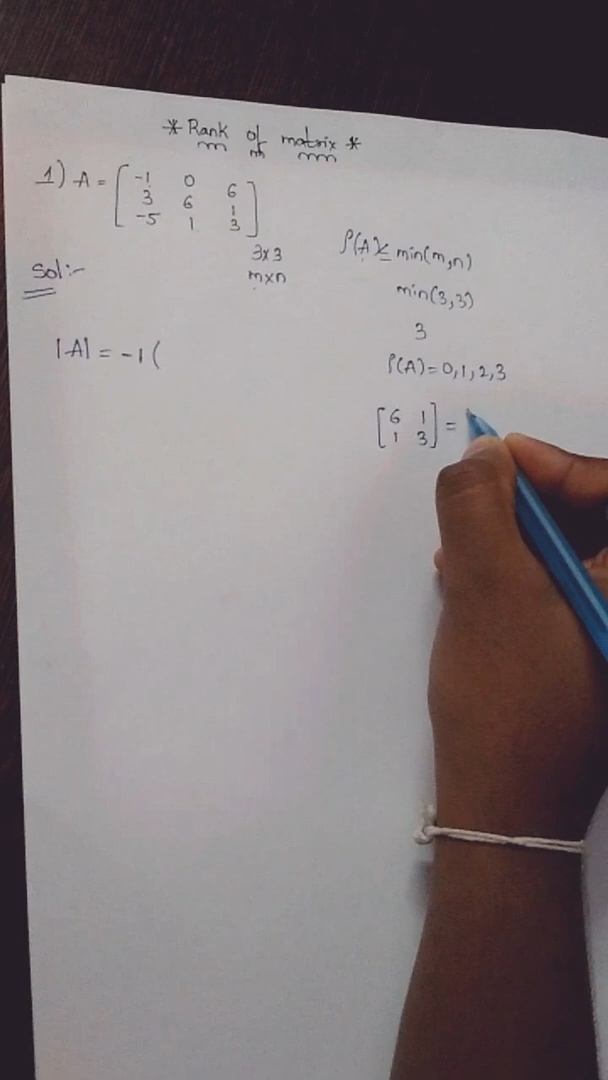 * Rank of matrix *
1) A = [ -1 0 6
3 6 1
-5 1 3 ]
3x3
mxn
Sol:-
ρ(A) ≤ min(m,n)
min(3,3)
3
ρ(A) = 0, 1, 2, 3
|A| = -1 (
[ 6 1
1 3 ] =